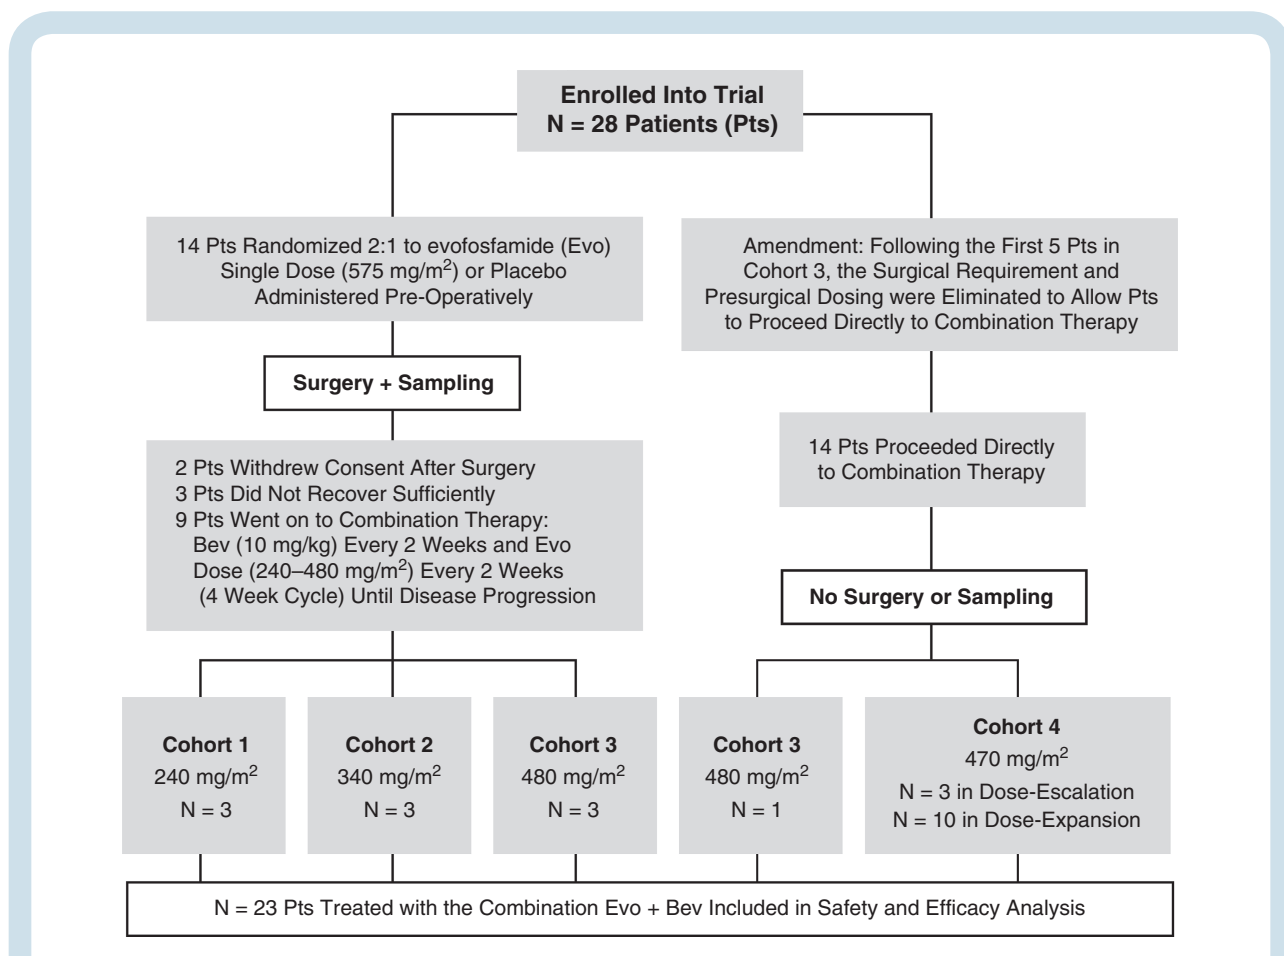 Enrolled Into Trial
N = 28 Patients (Pts)
14 Pts Randomized 2:1 to evofosfamide (Evo)
Single Dose (575 mg/m²) or Placebo
Administered Pre-Operatively
Amendment: Following the First 5 Pts in
Cohort 3, the Surgical Requirement and
Presurgical Dosing were Eliminated to Allow Pts
to Proceed Directly to Combination Therapy
Surgery + Sampling
2 Pts Withdrew Consent After Surgery
3 Pts Did Not Recover Sufficiently
9 Pts Went on to Combination Therapy:
Bev (10 mg/kg) Every 2 Weeks and Evo
Dose (240–480 mg/m²) Every 2 Weeks
(4 Week Cycle) Until Disease Progression
14 Pts Proceeded Directly
to Combination Therapy
No Surgery or Sampling
Cohort 1
240 mg/m²
N = 3
Cohort 2
340 mg/m²
N = 3
Cohort 3
480 mg/m²
N = 3
Cohort 3
480 mg/m²
N = 1
Cohort 4
470 mg/m²
N = 3 in Dose-Escalation
N = 10 in Dose-Expansion
N = 23 Pts Treated with the Combination Evo + Bev Included in Safety and Efficacy Analysis